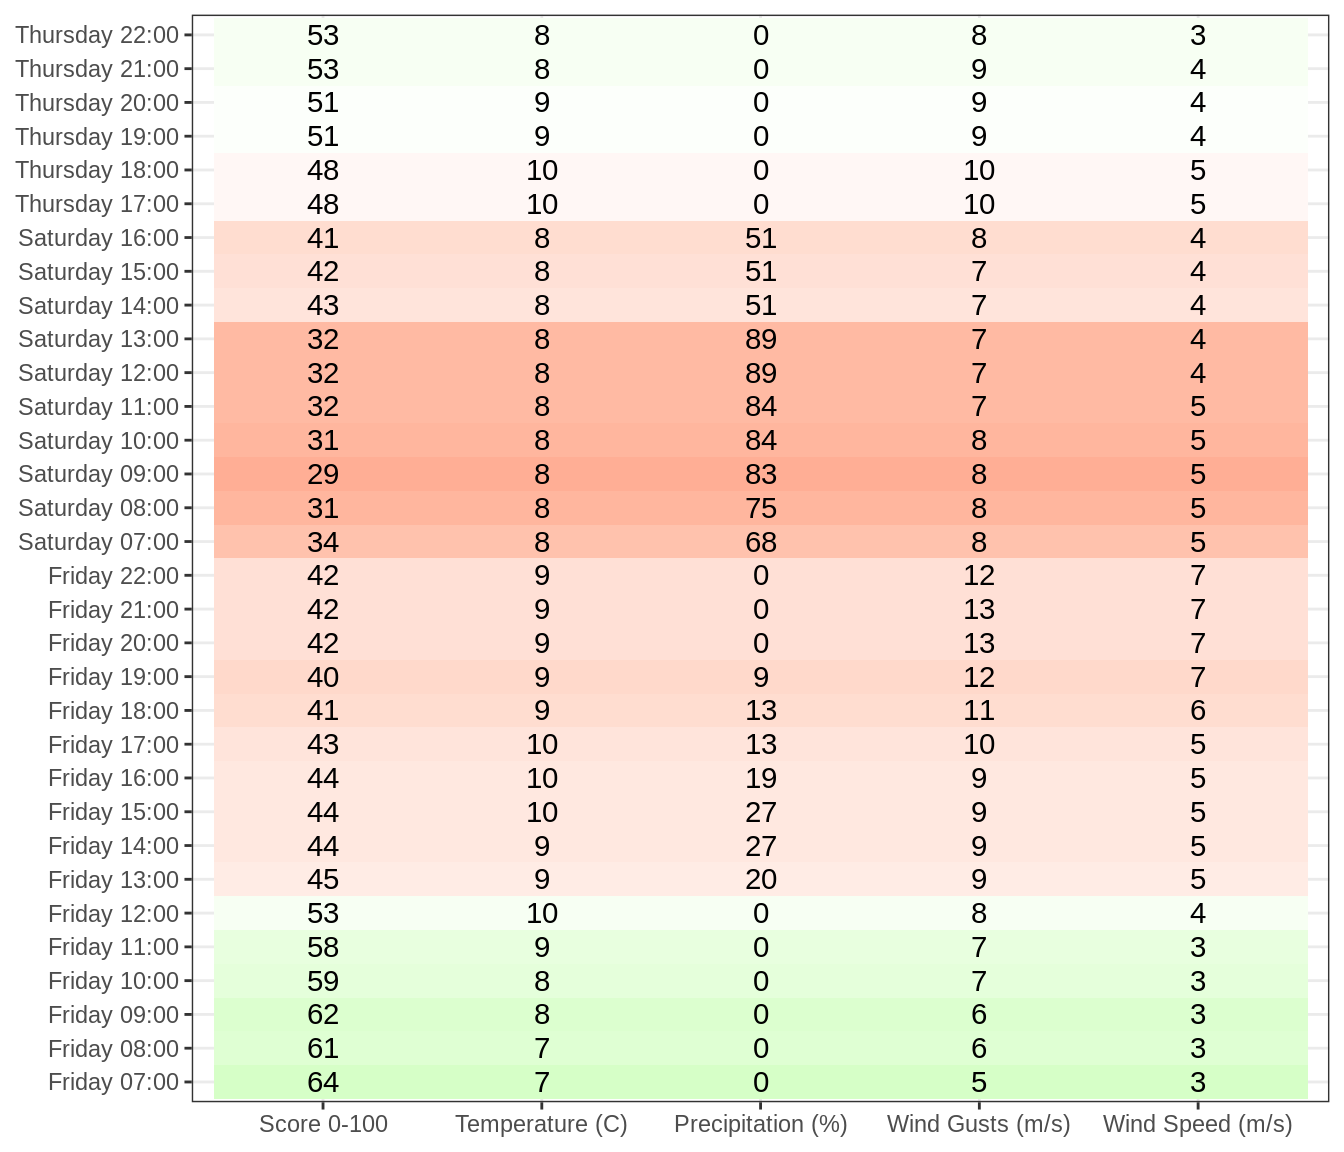 Thursday 22:00 53 8 0 8 3
Thursday 21:00 53 8 0 9 4
Thursday 20:00 51 9 0 9 4
Thursday 19:00 51 9 0 9 4
Thursday 18:00 48 10 0 10 5
Thursday 17:00 48 10 0 10 5
Saturday 16:00 41 8 51 8 4
Saturday 15:00 42 8 51 7 4
Saturday 14:00 43 8 51 7 4
Saturday 13:00 32 8 89 7 4
Saturday 12:00 32 8 89 7 4
Saturday 11:00 32 8 84 7 5
Saturday 10:00 31 8 84 8 5
Saturday 09:00 29 8 83 8 5
Saturday 08:00 31 8 75 8 5
Saturday 07:00 34 8 68 8 5
Friday 22:00 42 9 0 12 7
Friday 21:00 42 9 0 13 7
Friday 20:00 42 9 0 13 7
Friday 19:00 40 9 9 12 7
Friday 18:00 41 9 13 11 6
Friday 17:00 43 10 13 10 5
Friday 16:00 44 10 19 9 5
Friday 15:00 44 10 27 9 5
Friday 14:00 44 9 27 9 5
Friday 13:00 45 9 20 9 5
Friday 12:00 53 10 0 8 4
Friday 11:00 58 9 0 7 3
Friday 10:00 59 8 0 7 3
Friday 09:00 62 8 0 6 3
Friday 08:00 61 7 0 6 3
Friday 07:00 64 7 0 5 3
Score 0-100 Temperature (C) Precipitation (%) Wind Gusts (m/s) Wind Speed (m/s)